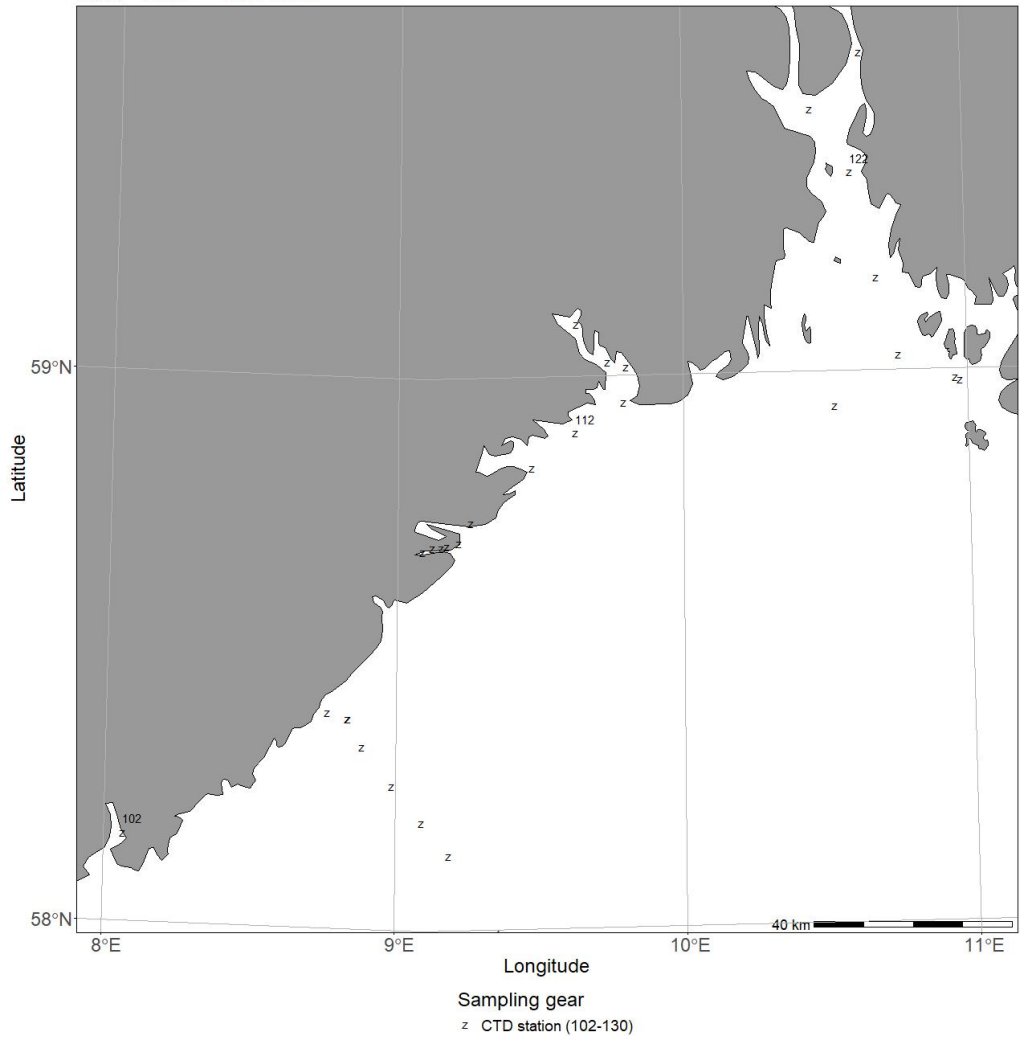 z
z
122
z
z
z
z
z z
59°N
zz
z z
112
z
z
z
z z z z z
Latitude
z z
z
z
102
z z
z
58°N
40 km
8°E 9°E 10°E 11°E
Longitude
Sampling gear
z CTD station (102-130)